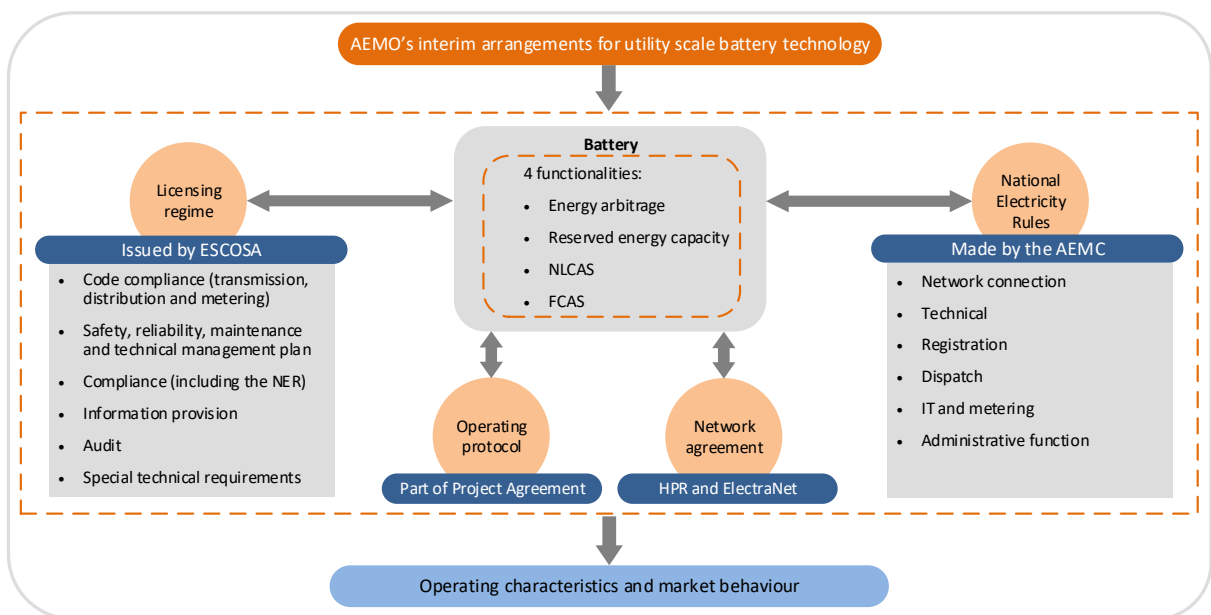 AEMO's interim arrangements for utility scale battery technology
Battery
4 functionalities:
• Energy arbitrage
• Reserved energy capacity
• NLCAS
• FCAS
Licensing
regime
Issued by ESCOSA
• Code compliance (transmission,
distribution and metering)
• Safety, reliability, maintenance
and technical management plan
• Compliance (including the NER)
• Information provision
• Audit
• Special technical requirements
National
Electricity
Rules
Made by the AEMC
• Network connection
• Technical
• Registration
• Dispatch
• IT and metering
• Administrative function
Operating
protocol
Part of Project Agreement
Network
agreement
HPR and ElectraNet
Operating characteristics and market behaviour